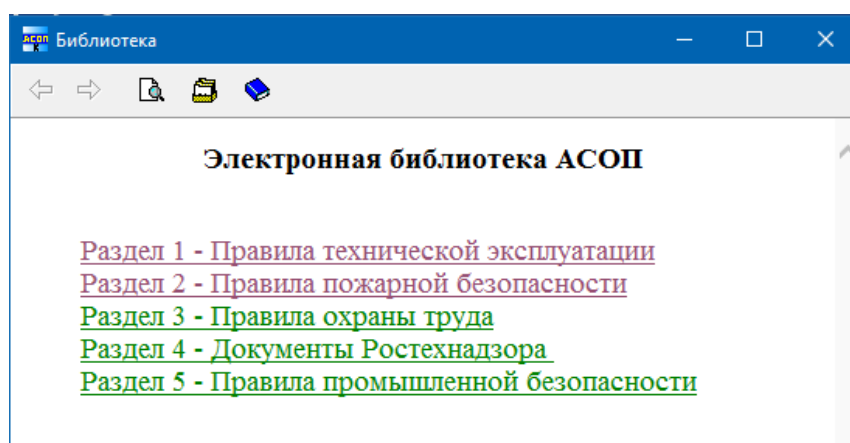 Библиотека
Электронная библиотека АСОП
Раздел 1 - Правила технической эксплуатации
Раздел 2 - Правила пожарной безопасности
Раздел 3 - Правила охраны труда
Раздел 4 - Документы Ростехнадзора
Раздел 5 - Правила промышленной безопасности